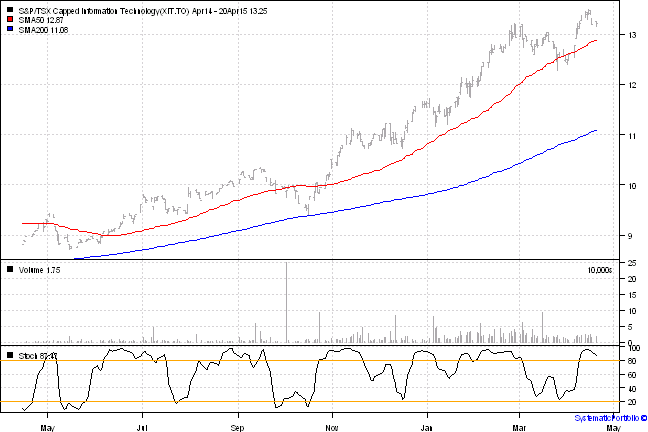 S&P/TSX Capped Information Technology(XIT.TO) Apr14 - 28Apr15 13.25
SMA50 12.87
SMA200 11.08
13
12
11
10
9
Volume 1.75
10,000s
25
20
15
10
5
0
100
80
60
40
20
May
Jul
Sep
Nov
Jan
Mar
May
SystematicPortfolio ©